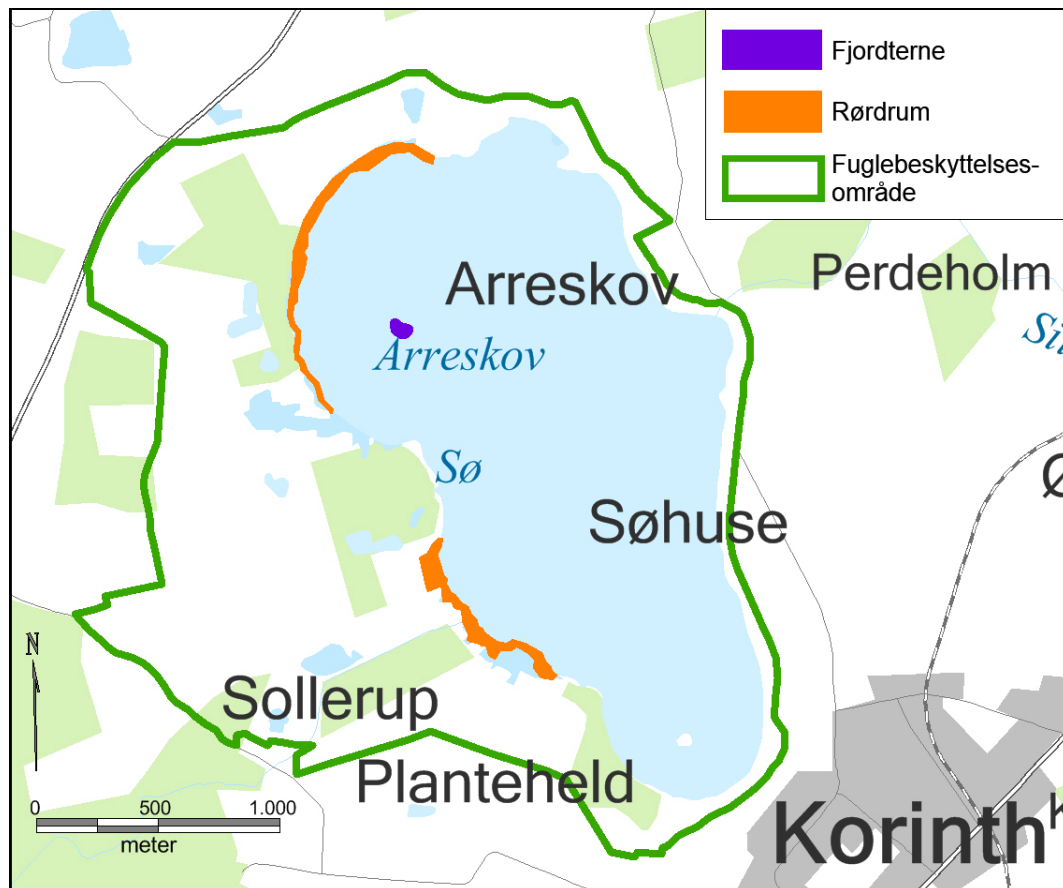 Fjordterne
Rørdrum
Fuglebeskyttelses-
område
Arreskov
Perdeholm
Arreskov
Sø
Søhuse
N
Sollerup
Planteheld
0 500 1.000
meter
Korinth